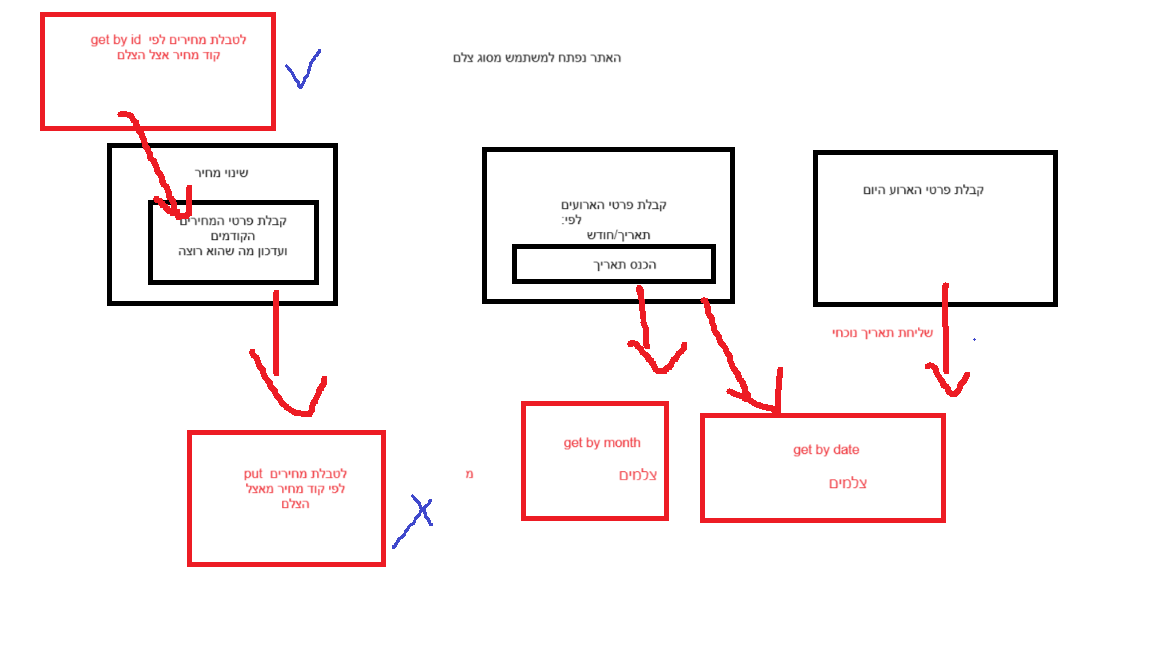 האתר נפתח למשתמש מסוג צלם
get by id לטבלת מחירים לפי
קוד מחיר אצל הצלם
קבלת פרטי הארוע היום
קבלת פרטי הארועים
לפי:
תאריך/חודש
הכנס תאריך
שינוי מחיר
קבלת פרטי המחירים
הקודמים
ועדכון מה שהוא רוצה
שליחת תאריך נוכחי
get by date
צלמים
get by month
צלמים
מ
put לטבלת מחירים
לפי קוד מחיר מאצל
הצלם